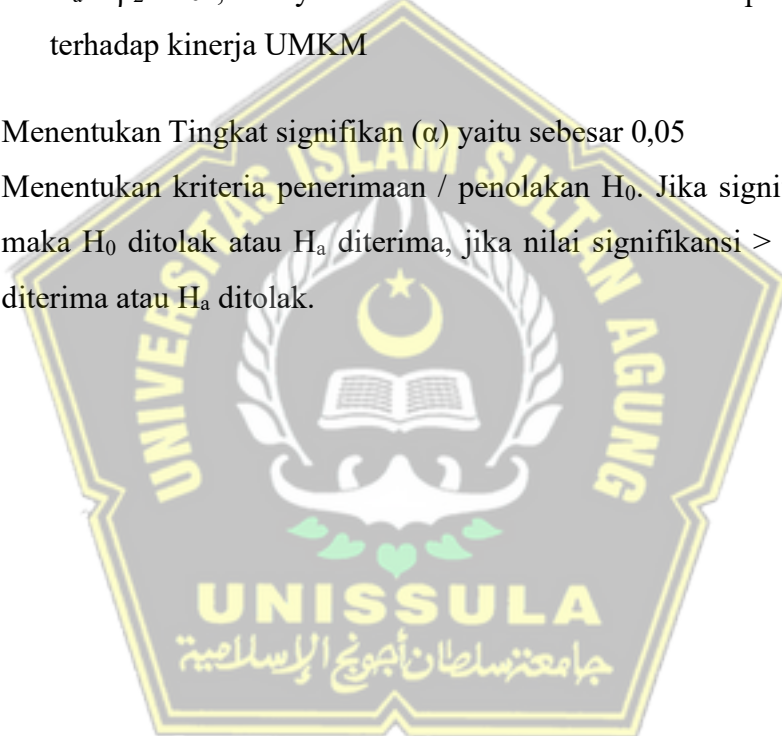 terhadap kinerja UMKM
Menentukan Tingkat signifikan (α) yaitu sebesar 0,05
Menentukan kriteria penerimaan / penolakan H₀. Jika signi
maka H₀ ditolak atau Hₐ diterima, jika nilai signifikansi >
diterima atau Hₐ ditolak.
UNIVERSITAS ISLAM SULTAN AGUNG
UNISSULA
جامعة سلطان أجونج الإسلامية